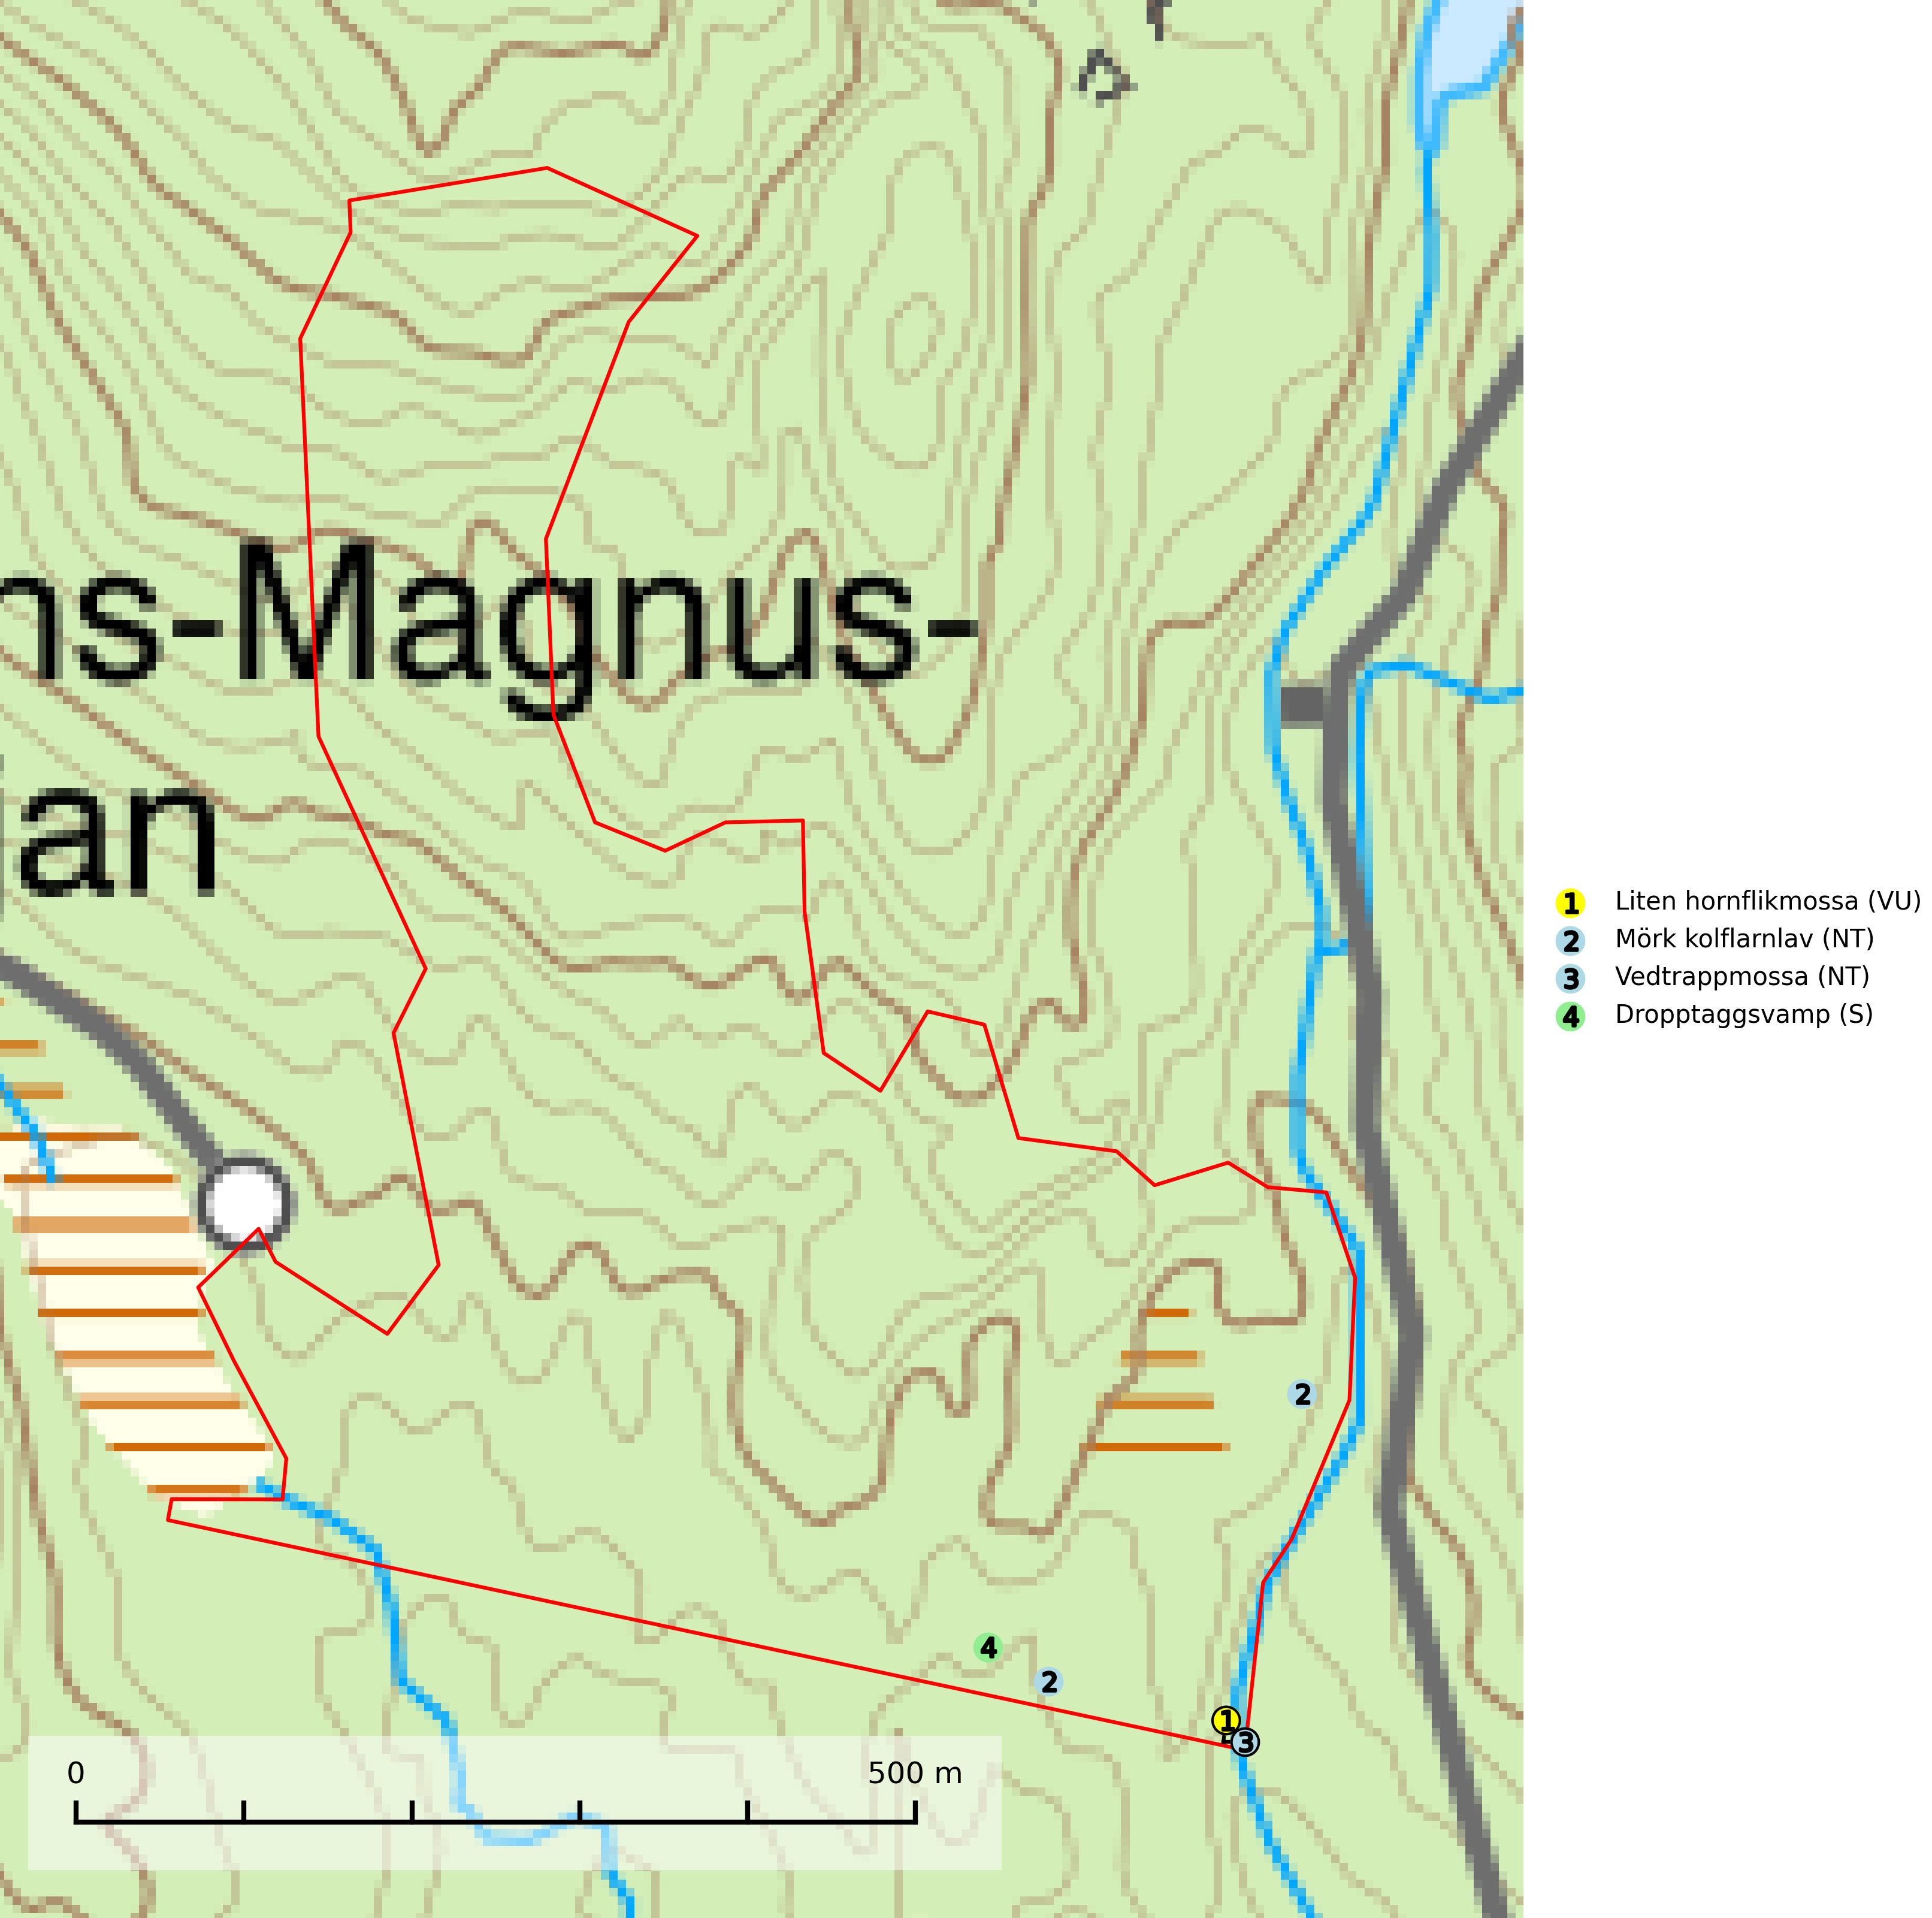 ns-Magnus-
an
1 Liten hornflikmossa (VU)
2 Mörk kolflarnlav (NT)
3 Vedtrappmossa (NT)
4 Dropptaggsvamp (S)
2
4
2
1
3
0 500 m